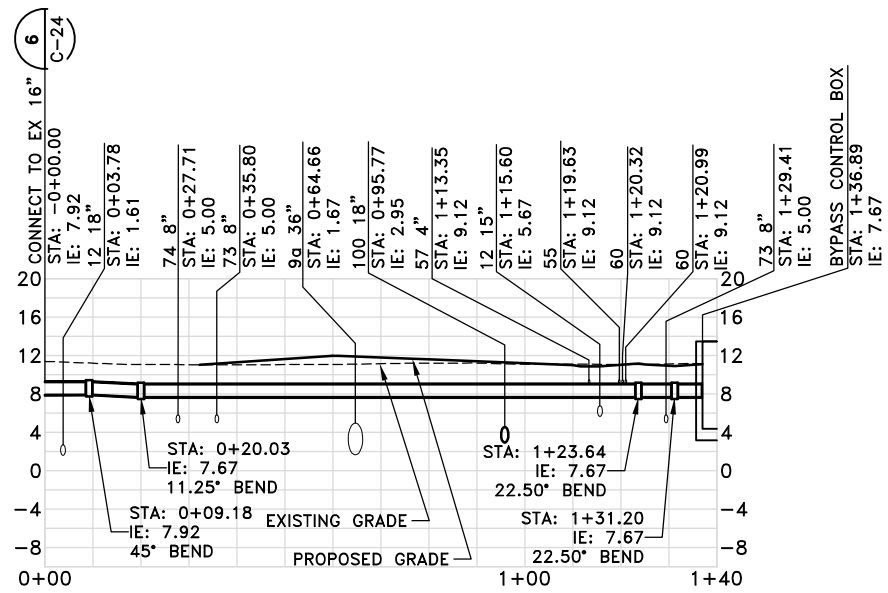 6
C-24
CONNECT TO EX 16"
STA: -0+00.00
IE: 7.92
12 18"
STA: 0+03.78
IE: 1.61
74 8"
STA: 0+27.71
IE: 5.00
73 8"
STA: 0+35.80
IE: 5.00
9a 36"
STA: 0+64.66
IE: 1.67
100 18"
STA: 0+95.77
IE: 2.95
57 4"
STA: 1+13.35
IE: 9.12
12 15"
STA: 1+15.60
IE: 5.67
55
STA: 1+19.63
IE: 9.12
60
STA: 1+20.32
IE: 9.12
60
STA: 1+20.99
IE: 9.12
73 8"
STA: 1+29.41
IE: 5.00
BYPASS CONTROL BOX
STA: 1+36.89
IE: 7.67
20
16
12
8
4
0
-4
-8
20
16
12
8
4
0
-4
-8
STA: 0+20.03
IE: 7.67
11.25° BEND
STA: 0+09.18
IE: 7.92
45° BEND
EXISTING GRADE
PROPOSED GRADE
STA: 1+23.64
IE: 7.67
22.50° BEND
STA: 1+31.20
IE: 7.67
22.50° BEND
0+00
1+00
1+40